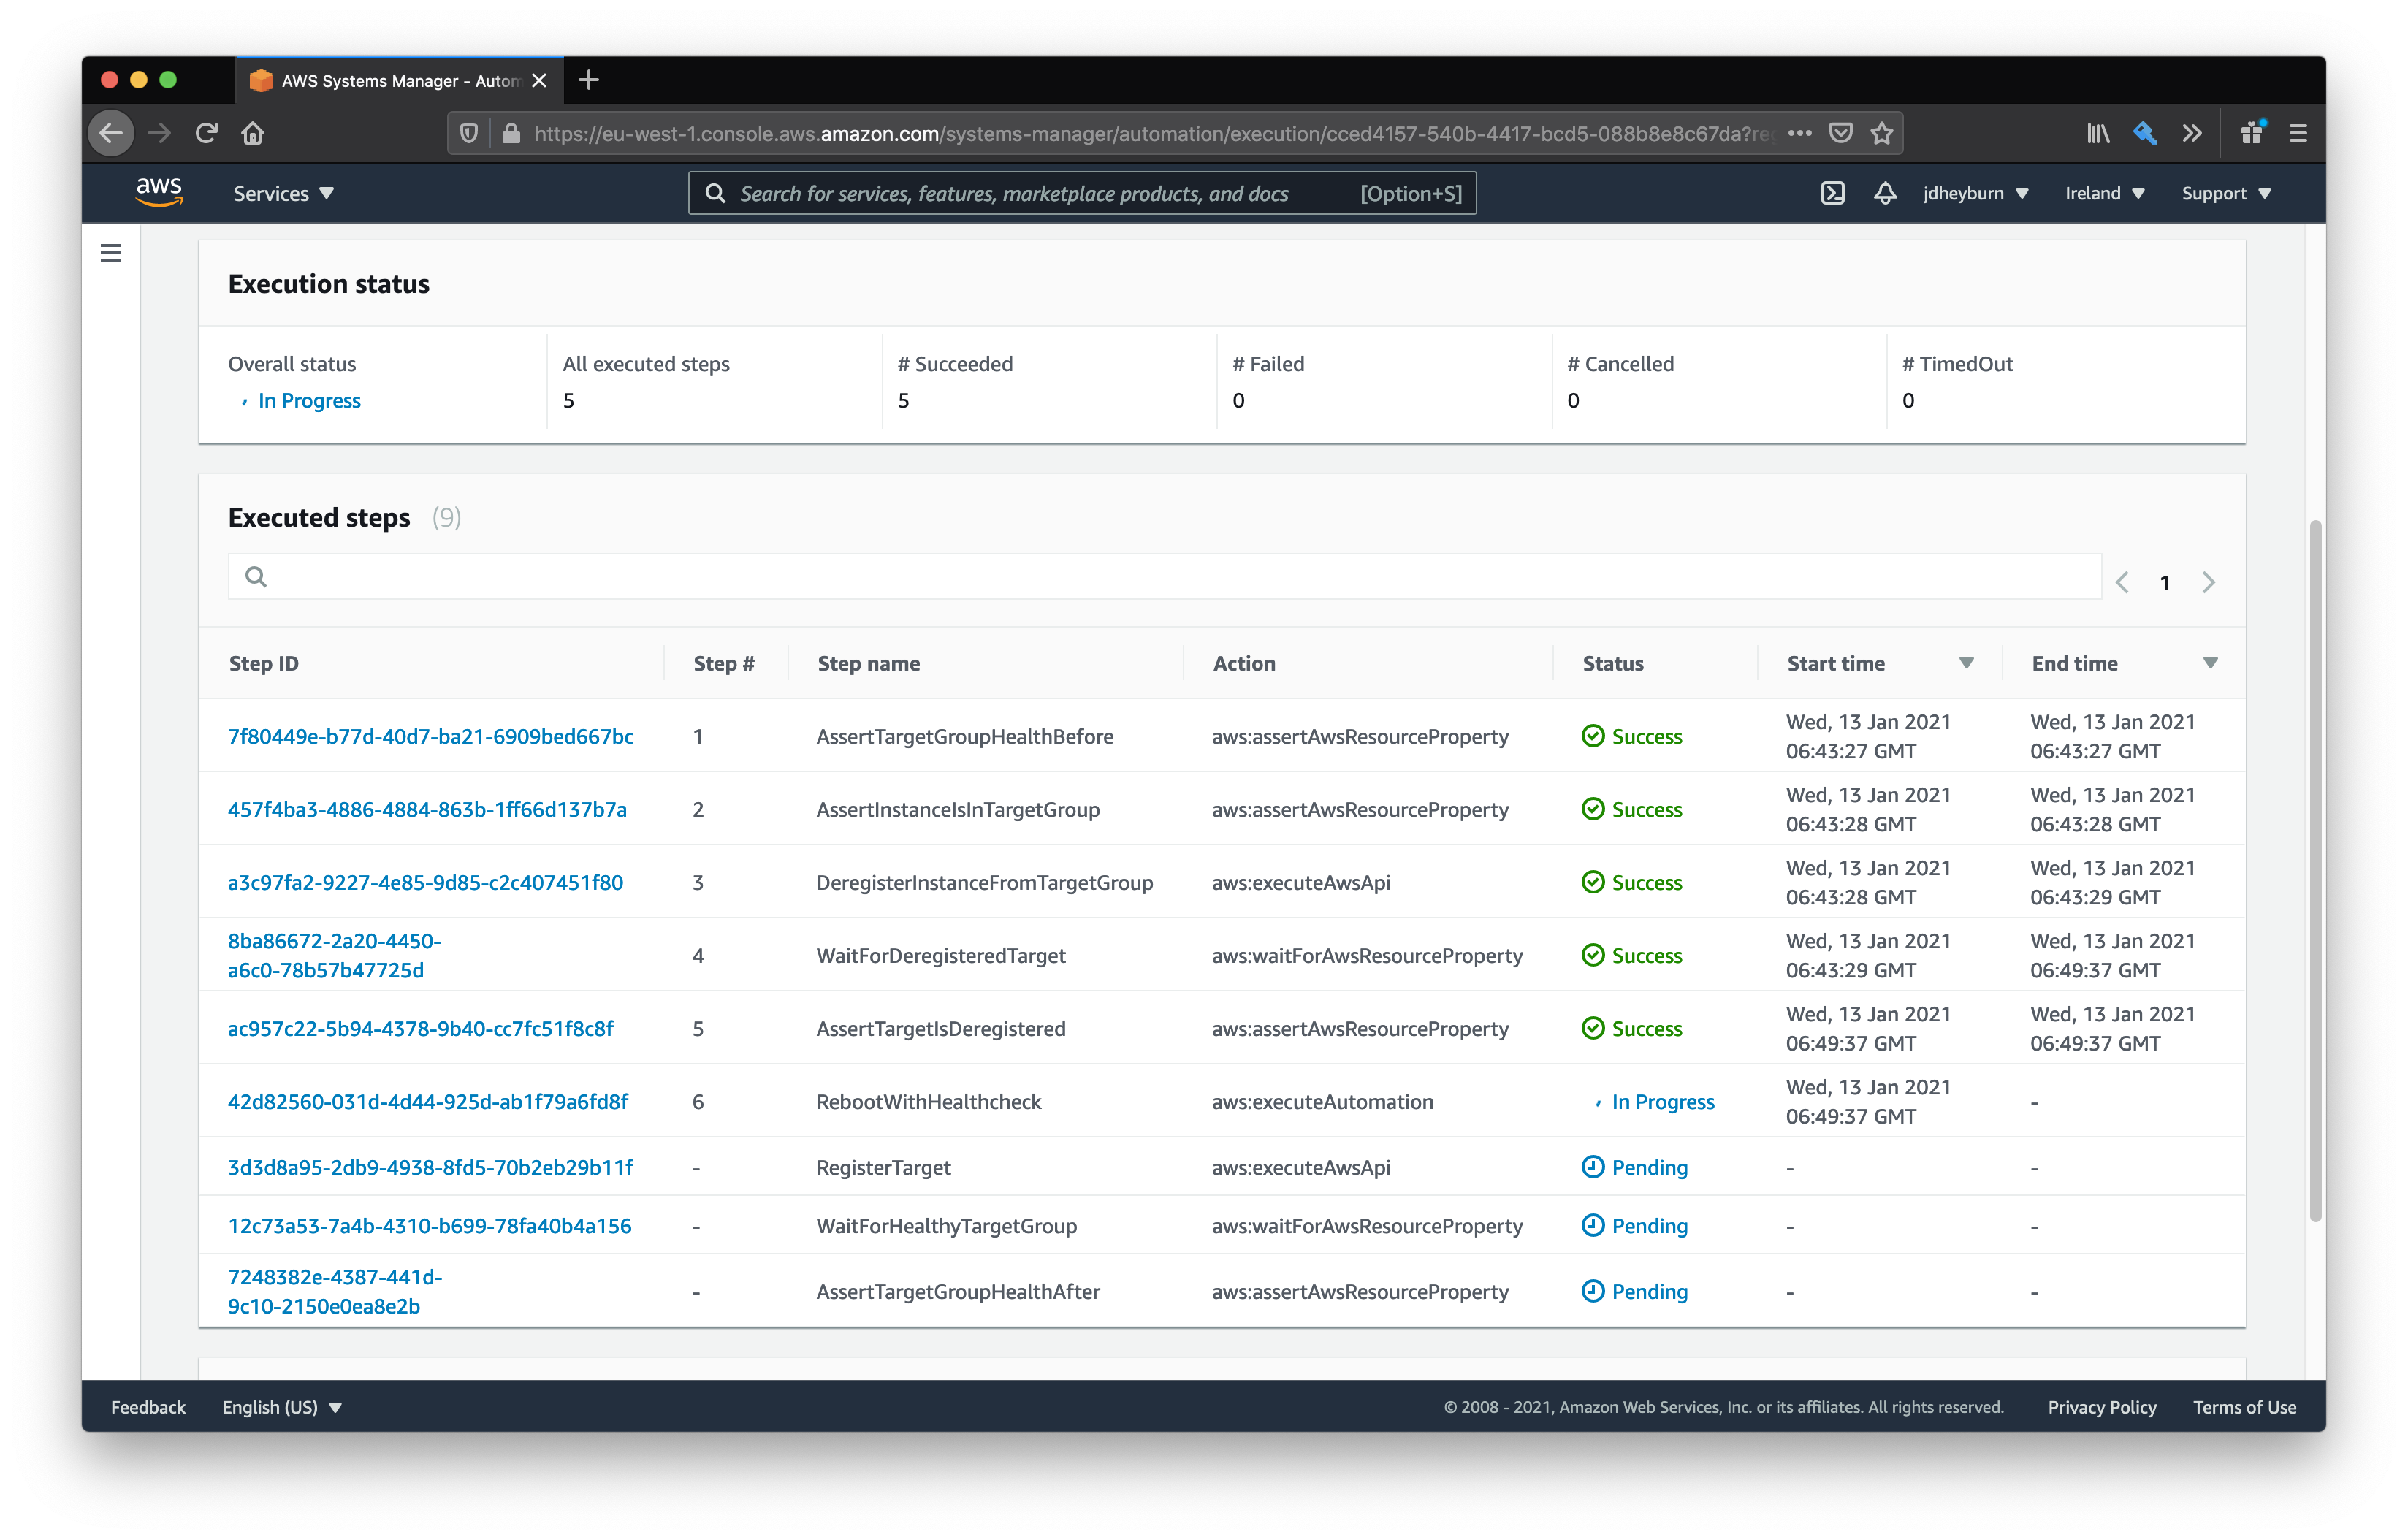 AWS Systems Manager - Autom
https://eu-west-1.console.aws.amazon.com/systems-manager/automation/execution/cced4157-540b-4417-bcd5-088b8e8c67da?re
aws Services Search for services, features, marketplace products, and docs [Option+S] jdheyburn Ireland Support
Execution status
Overall status All executed steps # Succeeded # Failed # Cancelled # TimedOut
In Progress 5 5 0 0 0
Executed steps (9)
1
Step ID Step # Step name Action Status Start time End time
7f80449e-b77d-40d7-ba21-6909bed667bc 1 AssertTargetGroupHealthBefore aws:assertAwsResourceProperty Success Wed, 13 Jan 2021 06:43:27 GMT Wed, 13 Jan 2021 06:43:27 GMT
457f4ba3-4886-4884-863b-1ff66d137b7a 2 AssertInstanceIsInTargetGroup aws:assertAwsResourceProperty Success Wed, 13 Jan 2021 06:43:28 GMT Wed, 13 Jan 2021 06:43:28 GMT
a3c97fa2-9227-4e85-9d85-c2c407451f80 3 DeregisterInstanceFromTargetGroup aws:executeAwsApi Success Wed, 13 Jan 2021 06:43:28 GMT Wed, 13 Jan 2021 06:43:29 GMT
8ba86672-2a20-4450-a6c0-78b57b47725d 4 WaitForDeregisteredTarget aws:waitForAwsResourceProperty Success Wed, 13 Jan 2021 06:43:29 GMT Wed, 13 Jan 2021 06:49:37 GMT
ac957c22-5b94-4378-9b40-cc7fc51f8c8f 5 AssertTargetIsDeregistered aws:assertAwsResourceProperty Success Wed, 13 Jan 2021 06:49:37 GMT Wed, 13 Jan 2021 06:49:37 GMT
42d82560-031d-4d44-925d-ab1f79a6fd8f 6 RebootWithHealthcheck aws:executeAutomation In Progress Wed, 13 Jan 2021 06:49:37 GMT -
3d3d8a95-2db9-4938-8fd5-70b2eb29b11f - RegisterTarget aws:executeAwsApi Pending - -
12c73a53-7a4b-4310-b699-78fa40b4a156 - WaitForHealthyTargetGroup aws:waitForAwsResourceProperty Pending - -
7248382e-4387-441d-9c10-2150e0ea8e2b - AssertTargetGroupHealthAfter aws:assertAwsResourceProperty Pending - -
Feedback English (US) © 2008 - 2021, Amazon Web Services, Inc. or its affiliates. All rights reserved. Privacy Policy Terms of Use